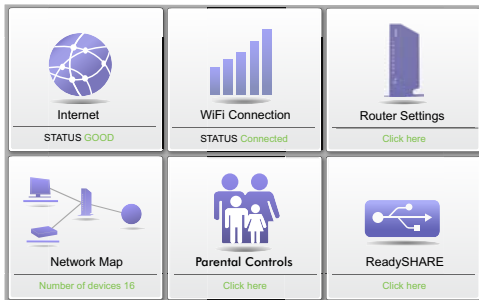 Internet
STATUS GOOD
WiFi Connection
STATUS Connected
Router Settings
Click here
Network Map
Number of devices 16
Parental Controls
Click here
ReadySHARE
Click here